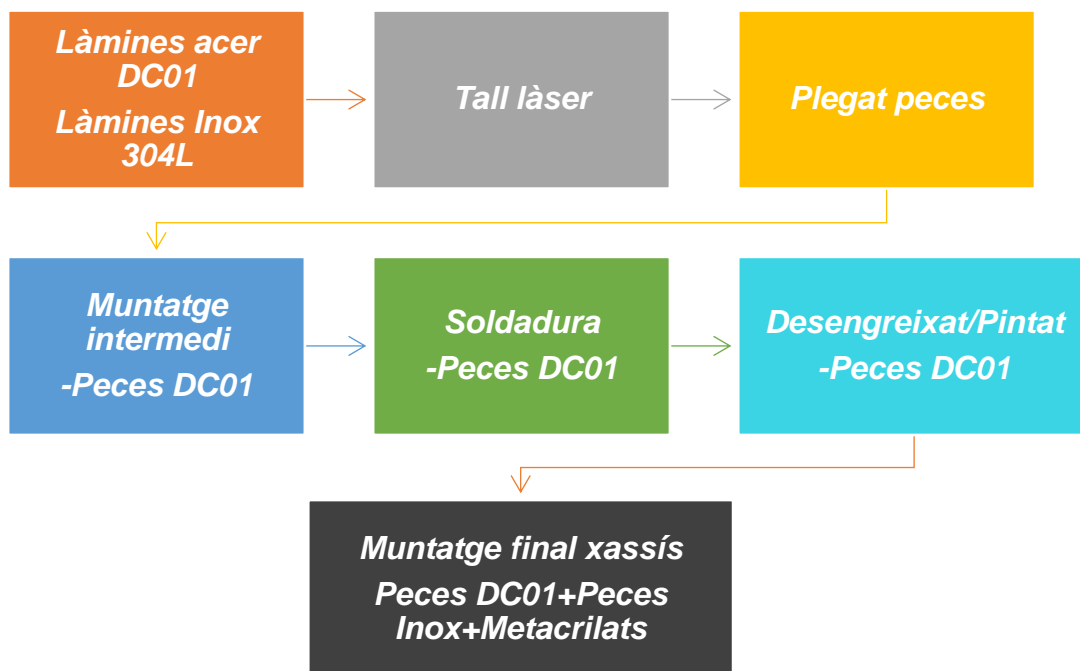 Làmines acer
DC01
Làmines Inox
304L
Tall làser
Plegat peces
Muntatge
intermedi
-Peces DC01
Soldadura
-Peces DC01
Desengreixat/Pintat
-Peces DC01
Muntatge final xassís
Peces DC01+Peces
Inox+Metacrilats